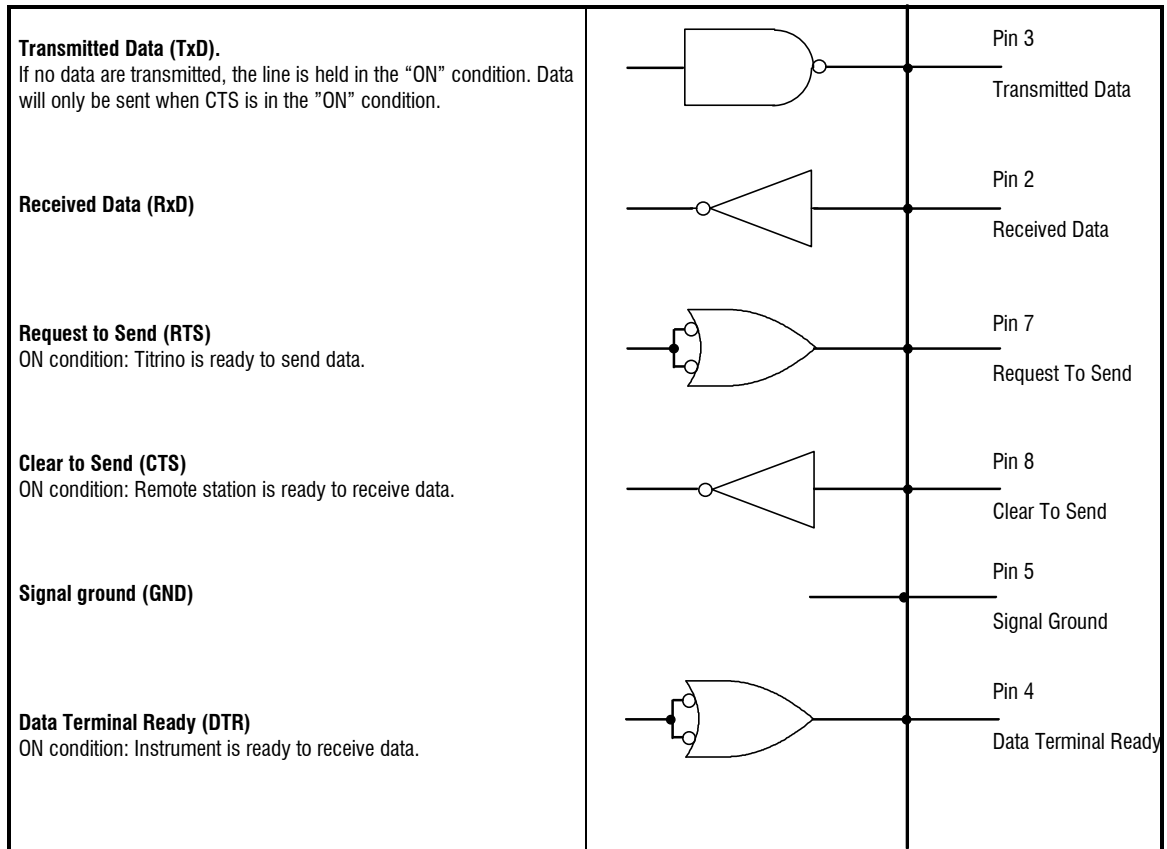 Transmitted Data (TxD).
If no data are transmitted, the line is held in the “ON” condition. Data
will only be sent when CTS is in the ”ON” condition.
Pin 3
Transmitted Data
Received Data (RxD)
Pin 2
Received Data
Request to Send (RTS)
ON condition: Titrino is ready to send data.
Pin 7
Request To Send
Clear to Send (CTS)
ON condition: Remote station is ready to receive data.
Pin 8
Clear To Send
Signal ground (GND)
Pin 5
Signal Ground
Data Terminal Ready (DTR)
ON condition: Instrument is ready to receive data.
Pin 4
Data Terminal Ready